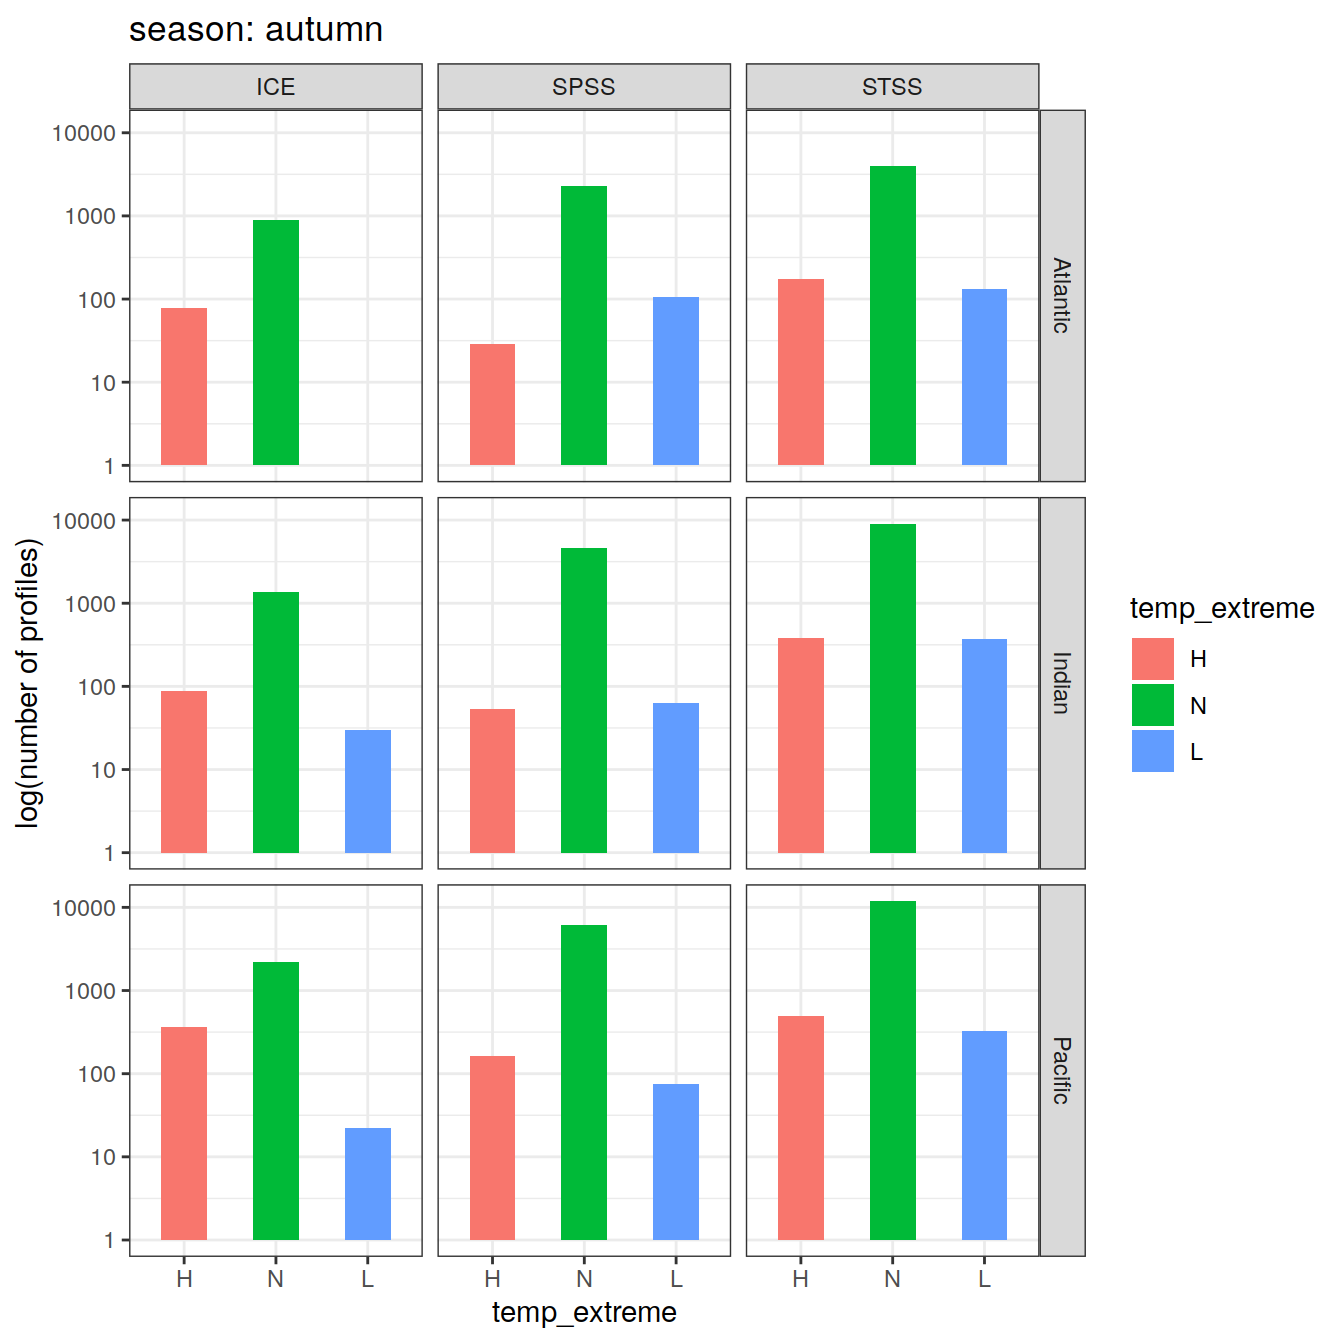 season: autumn
ICE SPSS STSS
10000
1000
100
10
1
Atlantic
10000
1000
100
10
1
Indian
10000
1000
100
10
1
Pacific
log(number of profiles)
H N L H N L H N L
temp_extreme
temp_extreme
H
N
L